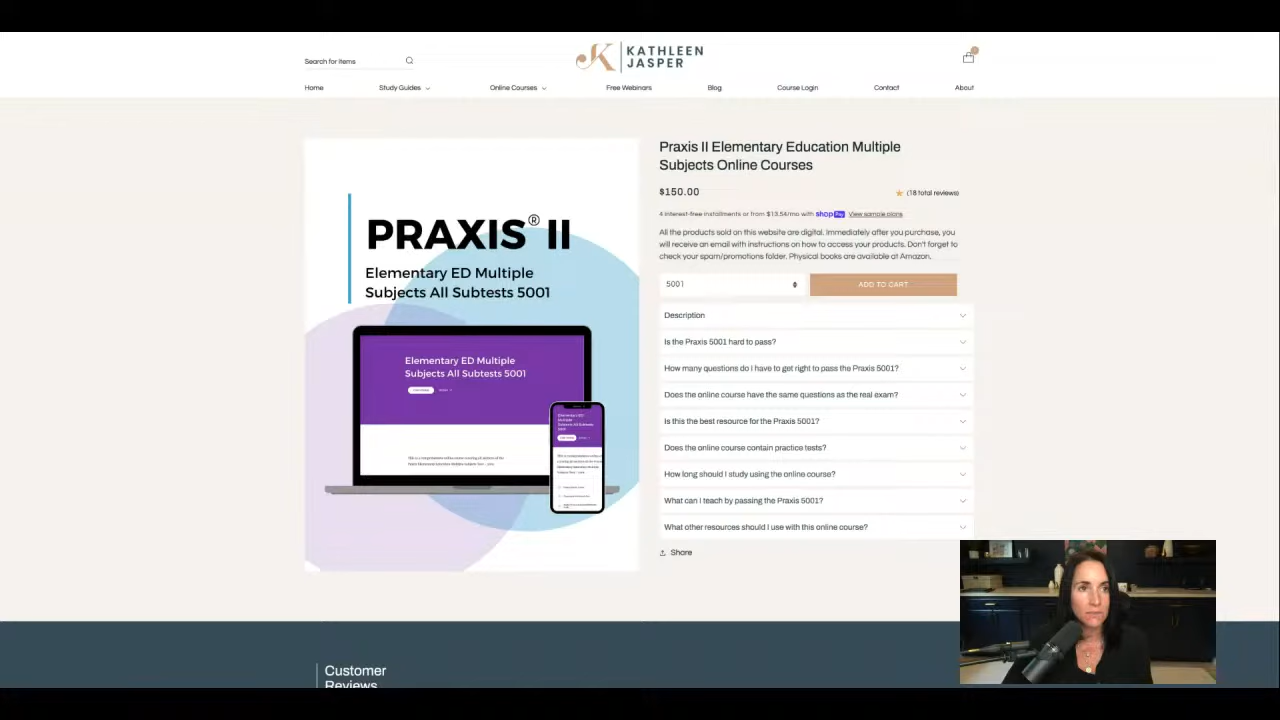 Search for items
KATHLEEN
JASPER
Home
Study Guides
Online Courses
Free Webinars
Blog
Course Login
Contact
About
PRAXIS® II
Elementary ED Multiple
Subjects All Subtests 5001
Elementary ED Multiple
Subjects All Subtests 5001
Praxis II Elementary Education Multiple
Subjects Online Courses
$150.00
(18 total reviews)
4 interest-free installments or from $13.54/mo with shop Pay View sample plans
All the products sold on this website are digital. Immediately after you purchase, you
will receive an email with instructions on how to access your products. Don't forget to
check your spam/promotions folder. Physical books are available at Amazon.
5001
ADD TO CART
Description
Is the Praxis 5001 hard to pass?
How many questions do I have to get right to pass the Praxis 5001?
Does the online course have the same questions as the real exam?
Is this the best resource for the Praxis 5001?
Does the online course contain practice tests?
How long should I study using the online course?
What can I teach by passing the Praxis 5001?
What other resources should I use with this online course?
Share
Customer
Reviews